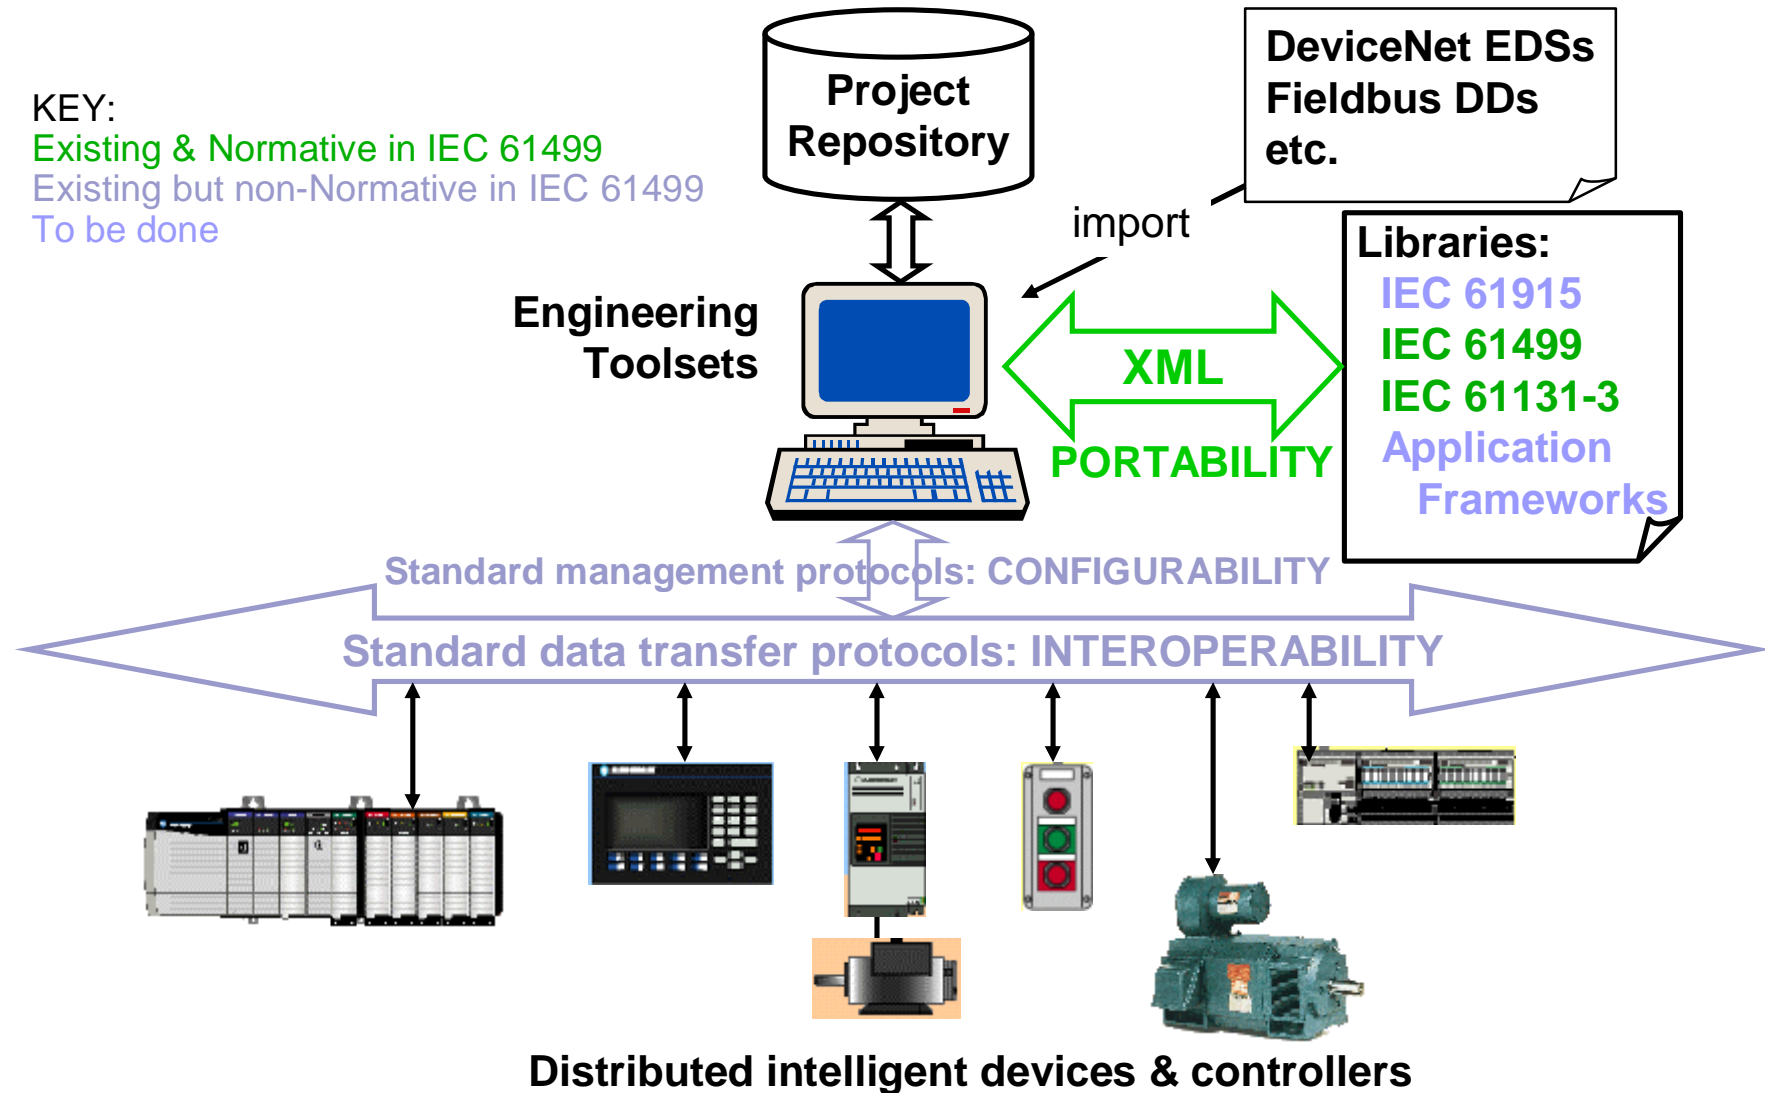 KEY:
Existing & Normative in IEC 61499
Existing but non-Normative in IEC 61499
To be done
Project
Repository
DeviceNet EDSs
Fieldbus DDs
etc.
import
Engineering
Toolsets
XML
PORTABILITY
Libraries:
IEC 61915
IEC 61499
IEC 61131-3
Application
Frameworks
Standard management protocols: CONFIGURABILITY
Standard data transfer protocols: INTEROPERABILITY
Distributed intelligent devices & controllers